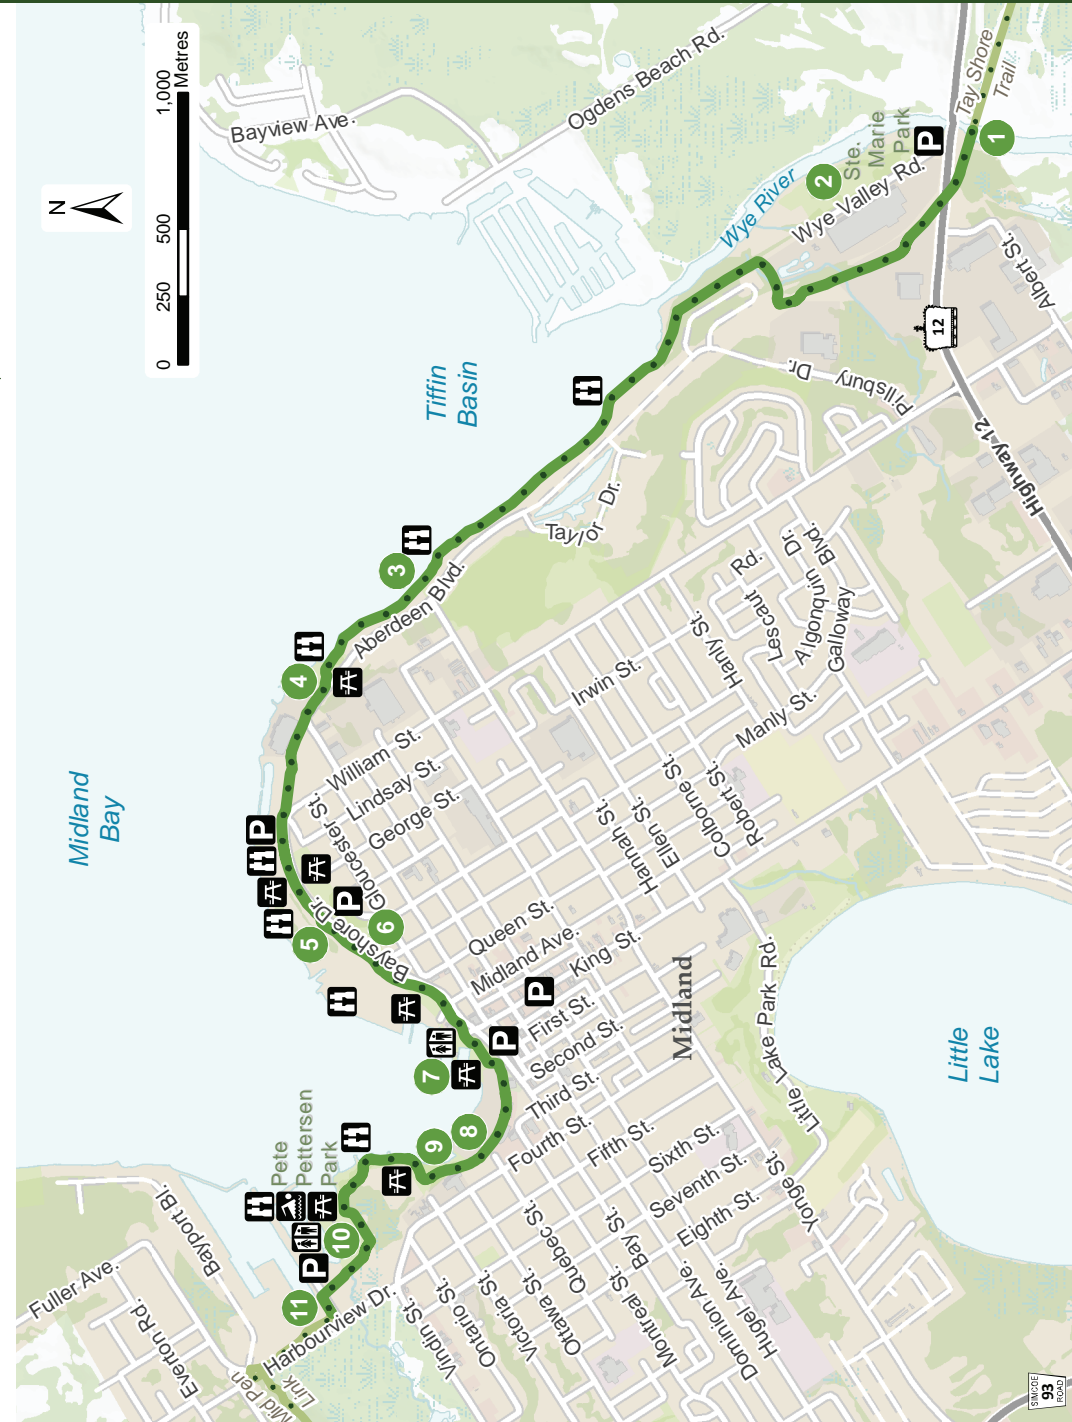 N
0 250 500 1,000
Metres
Midland
Bay
Tiffin
Basin
Bayview Ave.
Ogdens Beach Rd.
Wye River
Wye Valley Rd.
Ste.
Marie
Park
Tay Shore
Trail
P
1
2
12
Highway 12
Albert St.
Pillsbury Dr.
Taylor Dr.
3
Aberdeen Blvd.
4
William St.
Lindsay St.
George St.
Gloucester St.
Irwin St.
Hanly St.
Lescaut Rd.
Algonquin Dr.
Galloway Blvd.
Manly St.
Robert St.
Colborne St.
Ellen St.
Hannah St.
P
P
5
6
Bayshore Dr.
Queen St.
Midland Ave.
King St.
P
P
First St.
Second St.
Third St.
Fourth St.
Fifth St.
Sixth St.
Seventh St.
Eighth St.
Midland
Little Lake Park Rd.
Little
Lake
Yonge St.
7
8
9
Pete
Pettersen
Park
10
P
11
Bayport Bl.
Fuller Ave.
Everton Rd.
Harbourview Dr.
Mid Pen
Link
Vindin St.
Ontario St.
Victoria St.
Ottawa St.
Quebec St.
Bay St.
Montreal St.
Dominion Ave.
Hugel Ave.
SIMCOE
93
ROAD